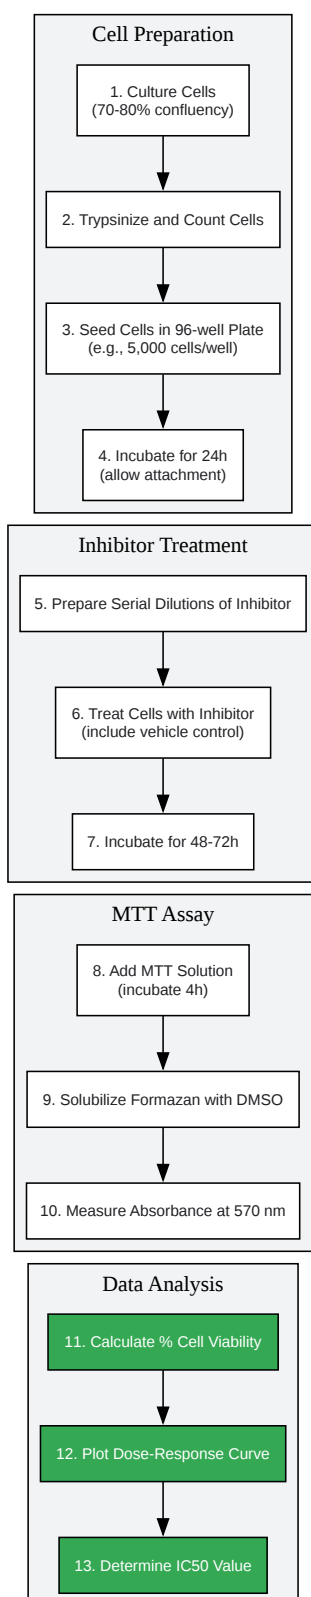 Cell Preparation
1. Culture Cells
(70-80% confluency)
2. Trypsinize and Count Cells
3. Seed Cells in 96-well Plate
(e.g., 5,000 cells/well)
4. Incubate for 24h
(allow attachment)
Inhibitor Treatment
5. Prepare Serial Dilutions of Inhibitor
6. Treat Cells with Inhibitor
(include vehicle control)
7. Incubate for 48-72h
MTT Assay
8. Add MTT Solution
(incubate 4h)
9. Solubilize Formazan with DMSO
10. Measure Absorbance at 570 nm
Data Analysis
11. Calculate % Cell Viability
12. Plot Dose-Response Curve
13. Determine IC50 Value